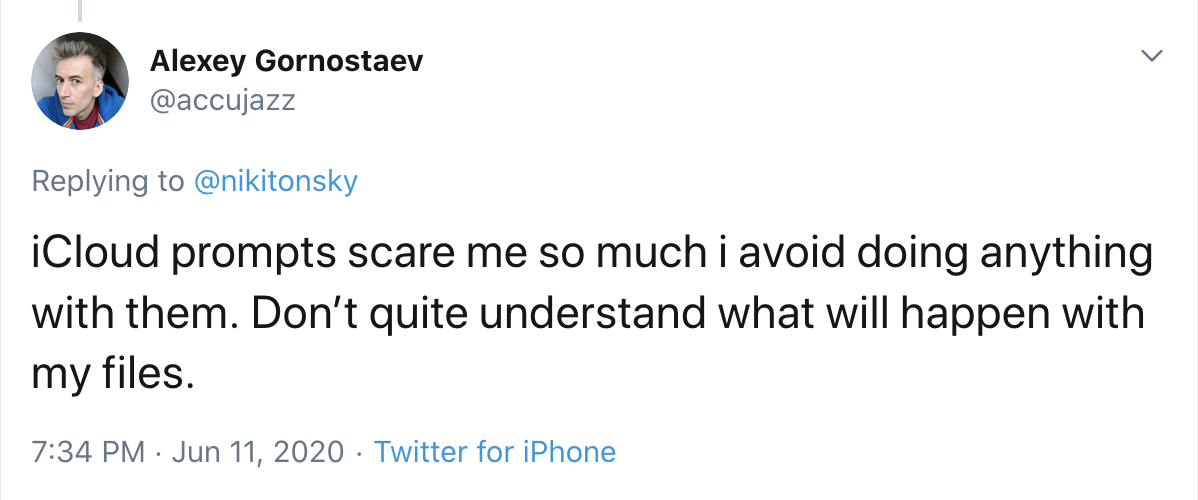 Alexey Gornostaev
@accujazz
Replying to @nikitonsky
iCloud prompts scare me so much i avoid doing anything
with them. Don’t quite understand what will happen with
my files.
7:34 PM · Jun 11, 2020 · Twitter for iPhone